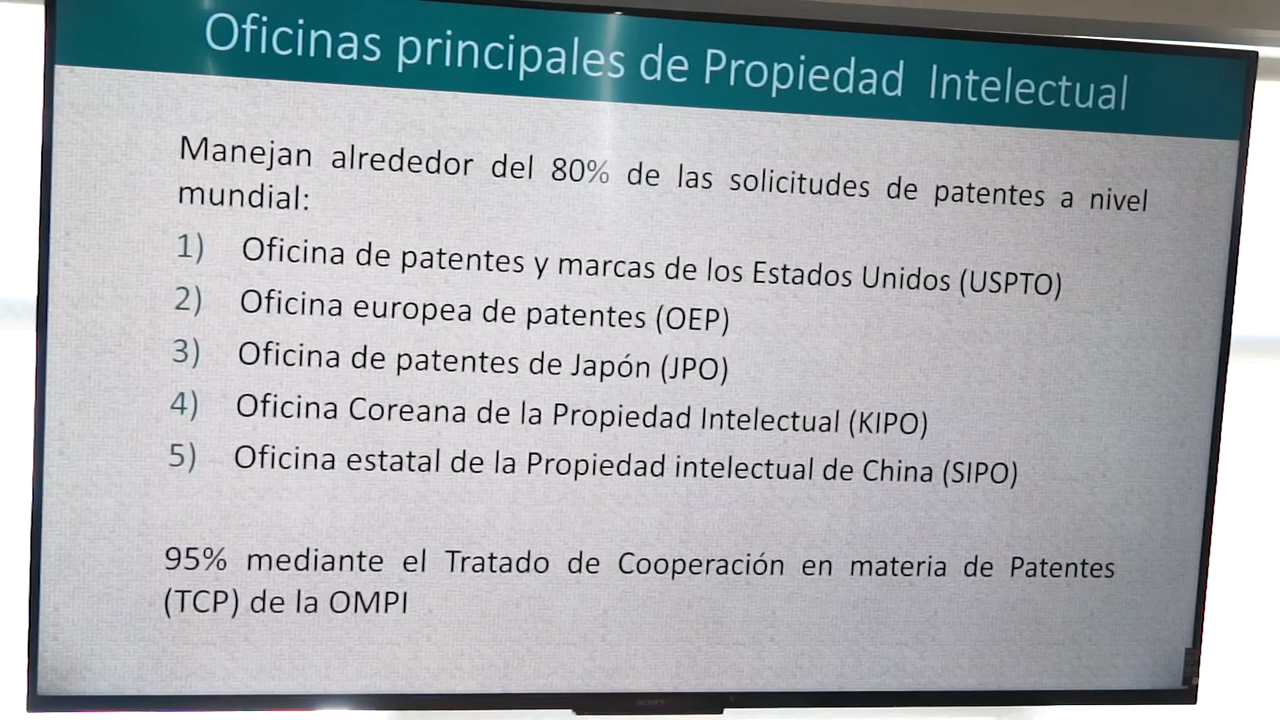 Oficinas principales de Propiedad Intelectual
Manejan alrededor del 80% de las solicitudes de patentes a nivel
mundial:
1) Oficina de patentes y marcas de los Estados Unidos (USPTO)
2) Oficina europea de patentes (OEP)
3) Oficina de patentes de Japón (JPO)
4) Oficina Coreana de la Propiedad Intelectual (KIPO)
5) Oficina estatal de la Propiedad intelectual de China (SIPO)
95% mediante el Tratado de Cooperación en materia de Patentes
(TCP) de la OMPI
SONY